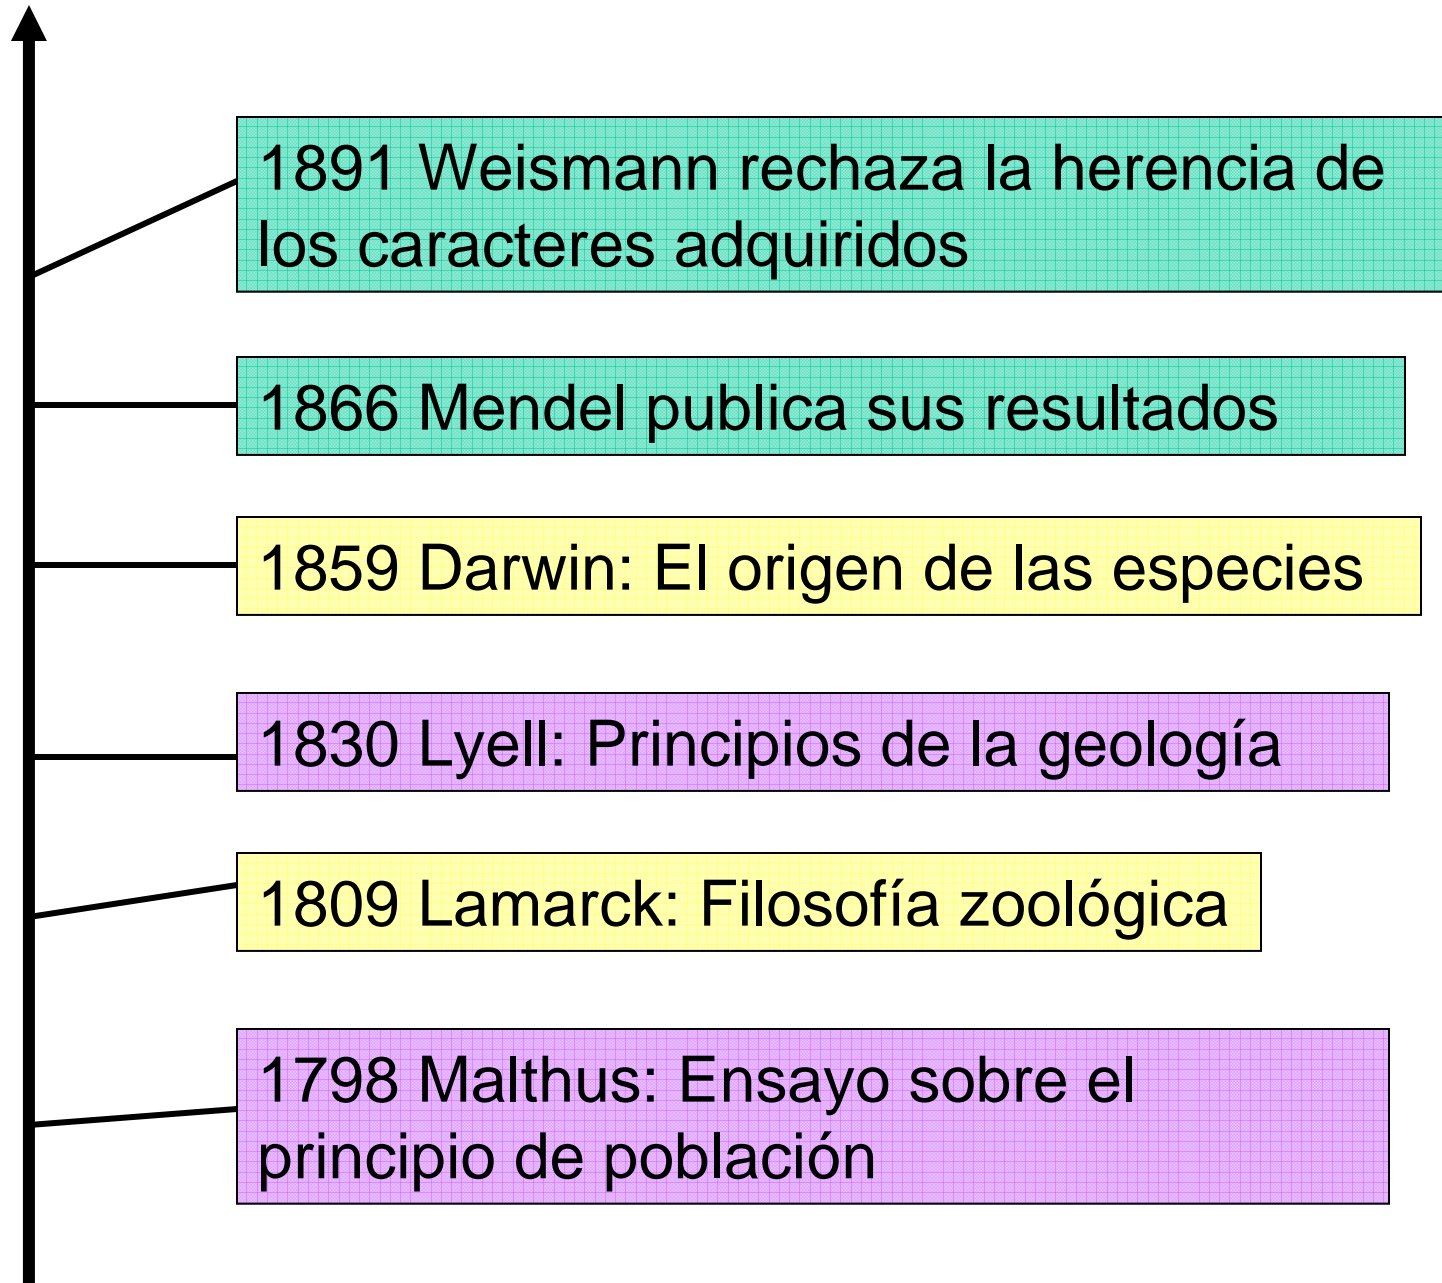 1891 Weismann rechaza la herencia de
los caracteres adquiridos
1866 Mendel publica sus resultados
1859 Darwin: El origen de las especies
1830 Lyell: Principios de la geología
1809 Lamarck: Filosofía zoológica
1798 Malthus: Ensayo sobre el
principio de población